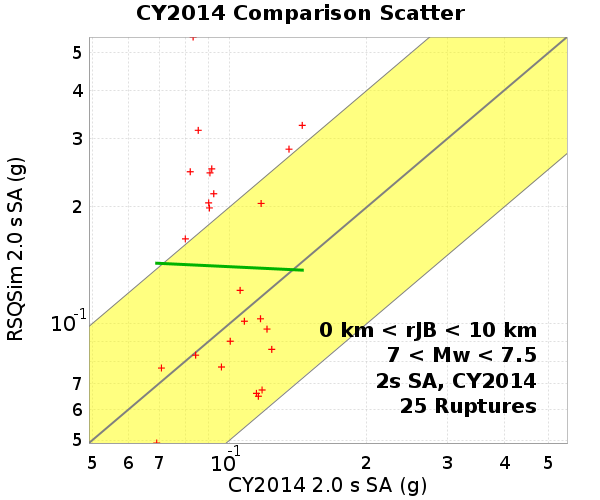 CY2014 Comparison Scatter
RSQSim 2.0 s SA (g)
5
4
3
2
10^-1
7
6
5
0 km < rJB < 10 km
7 < Mw < 7.5
2s SA, CY2014
25 Ruptures
5 6 7 10^-1 2 3 4 5
CY2014 2.0 s SA (g)